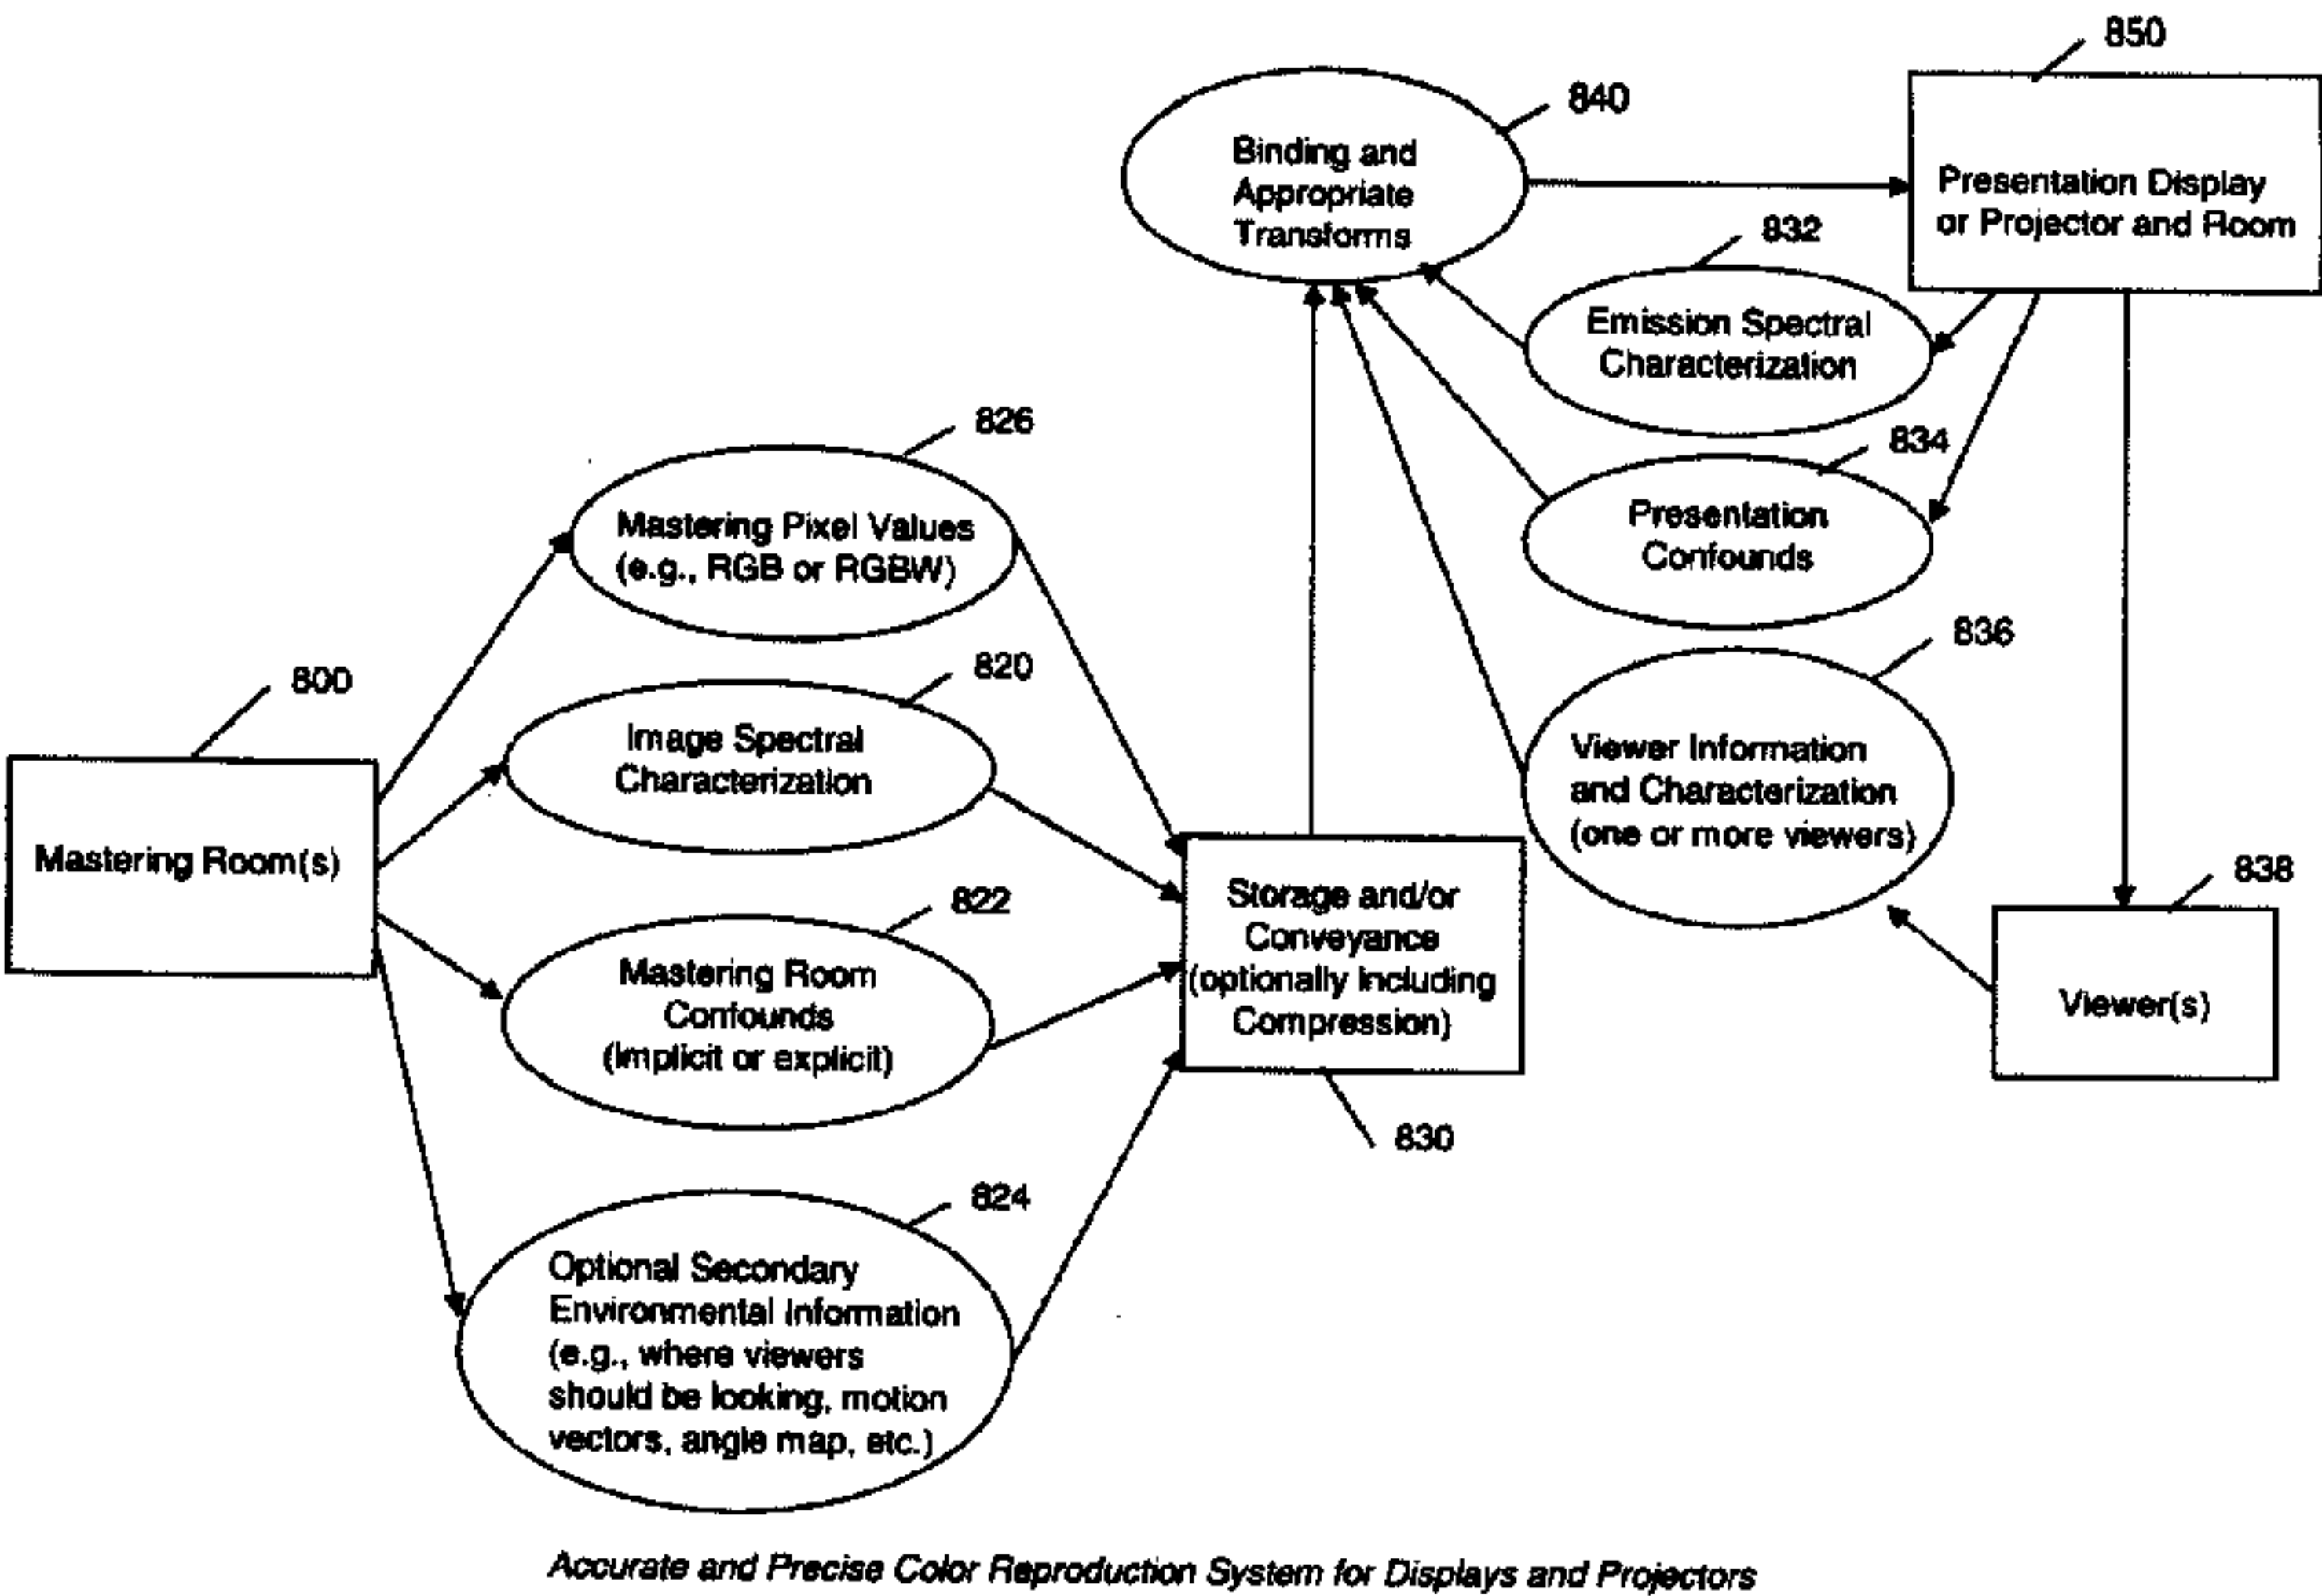 850
840
Binding and
Appropriate
Transforms
Presentation Display
or Projector and Room
832
Emission Spectral
Characterization
834
Presentation
Confounds
826
Mastering Pixel Values
(e.g., RGB or RGBW)
836
Viewer Information
and Characterization
(one or more viewers)
820
Image Spectral
Characterization
800
Mastering Room(s)
838
Viewer(s)
822
Mastering Room
Confounds
(implicit or explicit)
Storage and/or
Conveyance
(optionally including
Compression)
830
824
Optional Secondary
Environmental Information
(e.g., where viewers
should be looking, motion
vectors, angle map, etc.)
Accurate and Precise Color Reproduction System for Displays and Projectors